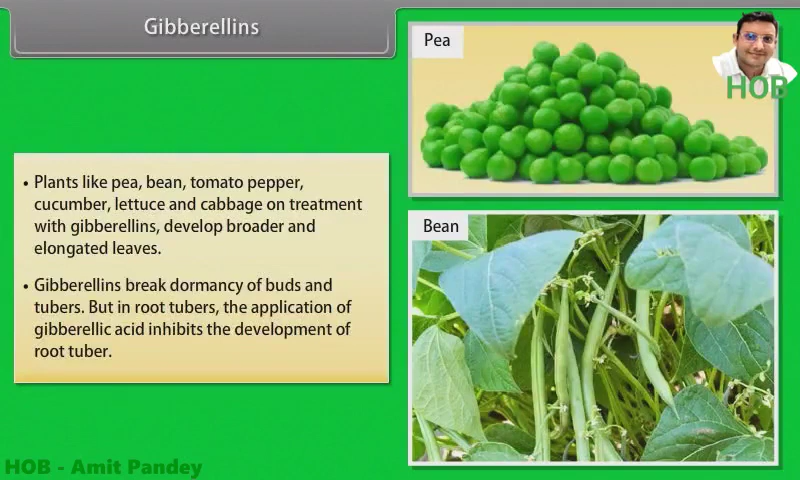 Gibberellins
Pea
HOB
• Plants like pea, bean, tomato pepper,
cucumber, lettuce and cabbage on treatment
with gibberellins, develop broader and
elongated leaves.
• Gibberellins break dormancy of buds and
tubers. But in root tubers, the application of
gibberellic acid inhibits the development of
root tuber.
Bean
HOB - Amit Pandey